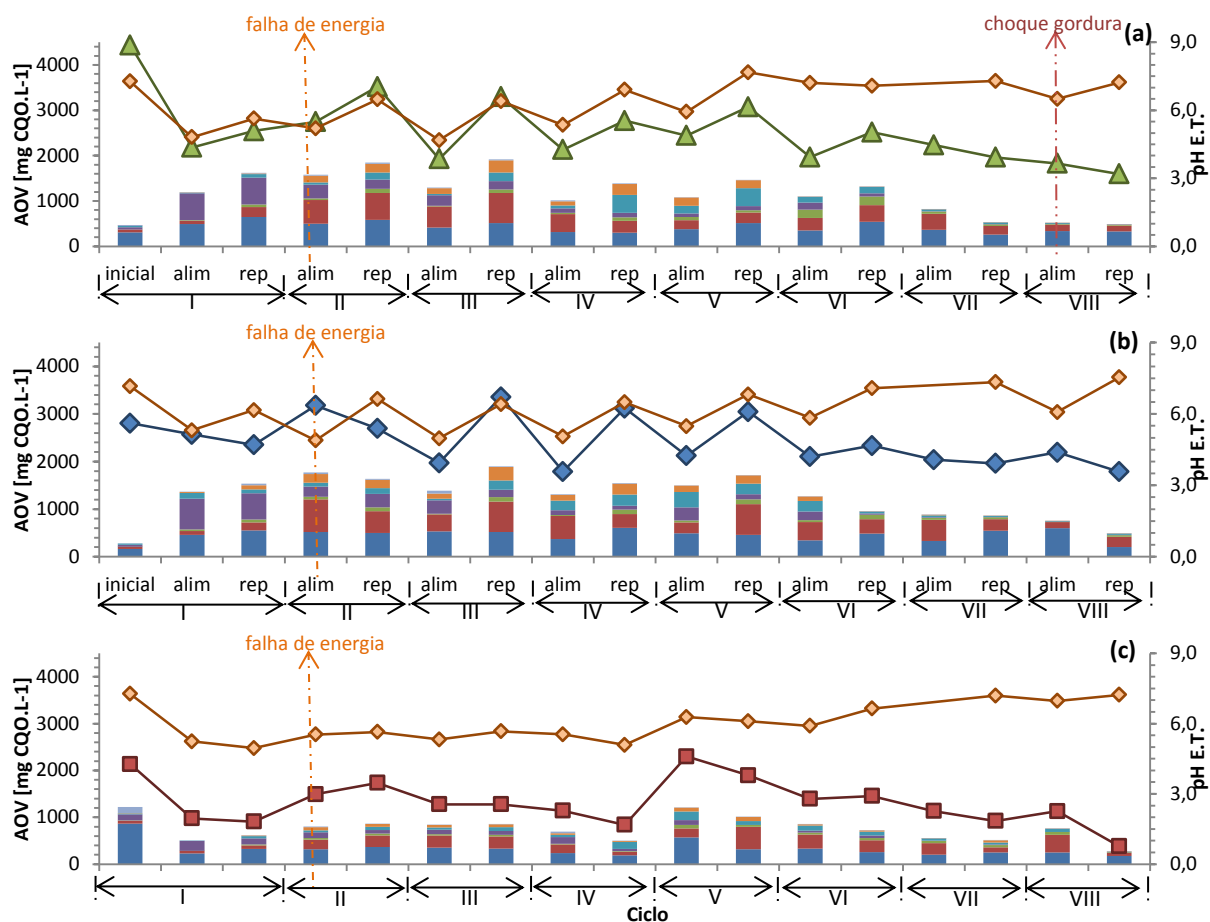 falha de energia
choque gordura
(a)
AOV [mg CQO.L-1]
4000
3000
2000
1000
0
9,0
6,0
3,0
0,0
pH E.T.
inicial alim rep alim rep alim rep alim rep alim rep alim rep alim rep alim rep
I II III IV V VI VII VIII
falha de energia
(b)
AOV [mg CQO.L-1]
4000
3000
2000
1000
0
9,0
6,0
3,0
0,0
pH E.T.
inicial alim rep alim rep alim rep alim rep alim rep alim rep alim rep alim rep
I II III IV V VI VII VIII
falha de energia
(c)
AOV [mg CQO.L-1]
4000
3000
2000
1000
0
9,0
6,0
3,0
0,0
pH E.T.
I II III IV V VI VII VIII
Ciclo